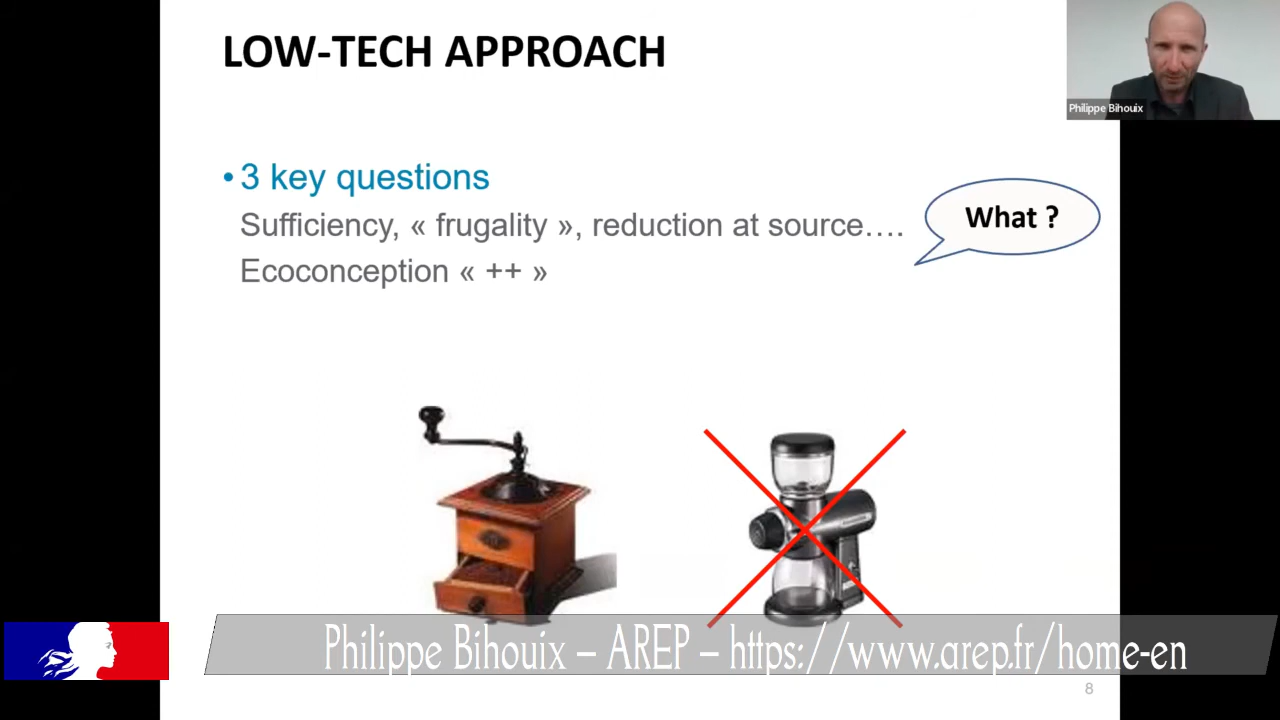 LOW-TECH APPROACH
Philippe Bihouix
• 3 key questions
Sufficiency, « frugality », reduction at source….
What ?
Ecoconception « ++ »
Philippe Bihouix – AREP – https://www.arep.fr/home-en
8